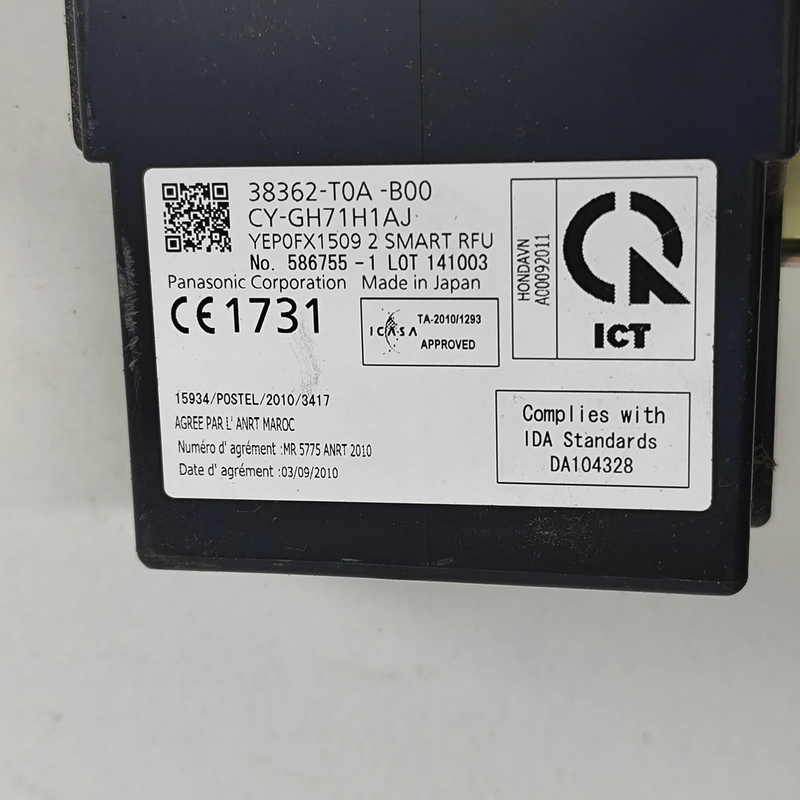 38362-T0A -B00
CY-GH71H1AJ
YEP0FX1509 2 SMART RFU
No. 586755 -1 LOT 141003
Panasonic Corporation Made in Japan
CE 1731
ICASA
TA-2010/1293
APPROVED
HONDAVN
A00092011
ICT
15934/POSTEL/2010/3417
AGREE PAR L' ANRT MAROC
Numéro d' agrément :MR 5775 ANRT 2010
Date d' agrément :03/09/2010
Complies with
IDA Standards
DA104328